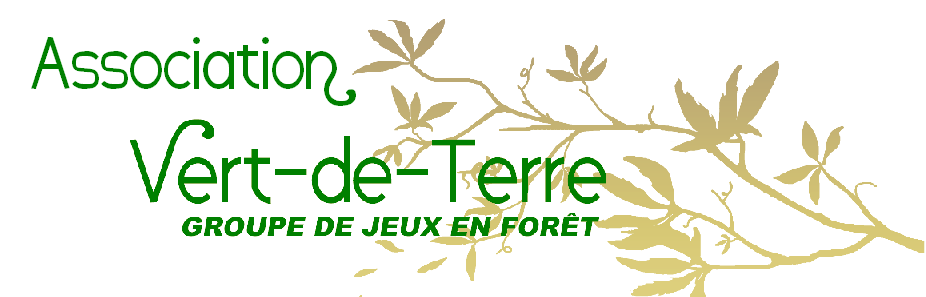 Association
Vert-de-Terre
GROUPE DE JEUX EN FORÊT